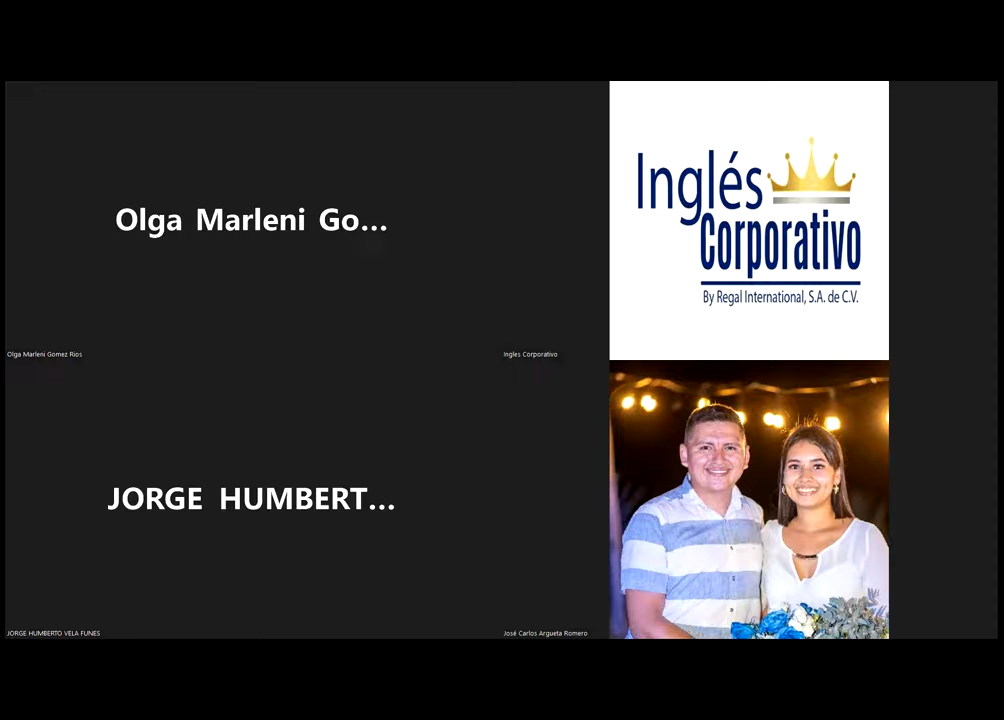 Olga Marleni Go...
Inglés
Corporativo
By Regal International, S.A. de C.V.
Olga Marleni Gomez Rios
Ingles Corporativo
JORGE HUMBERT...
JORGE HUMBERTO VELA FUNES
José Carlos Argueta Romero